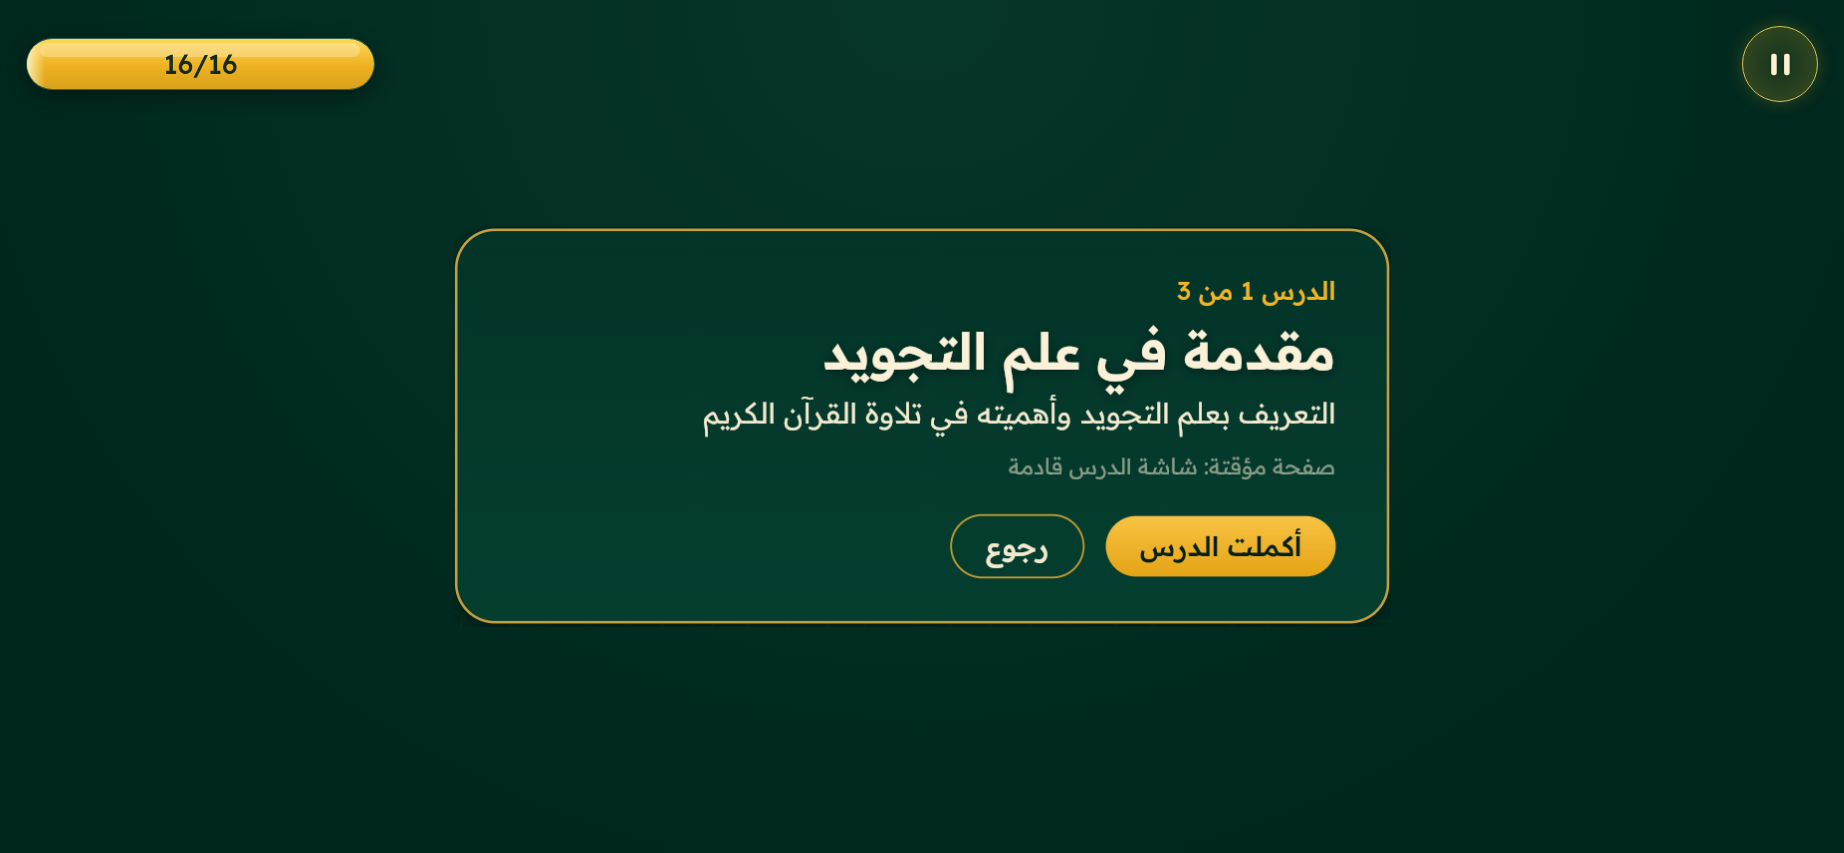 16/16
الدرس 1 من 3
مقدمة في علم التجويد
التعريف بعلم التجويد وأهميته في تلاوة القرآن الكريم
صفحة مؤقتة: شاشة الدرس قادمة
أكملت الدرس
رجوع